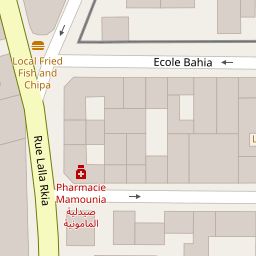 Ecole Bahia
Local Fried
Fish and
Chipa
Rue Lalla Rkia
Pharmacie
Mamounia
صيدلية
المامونية